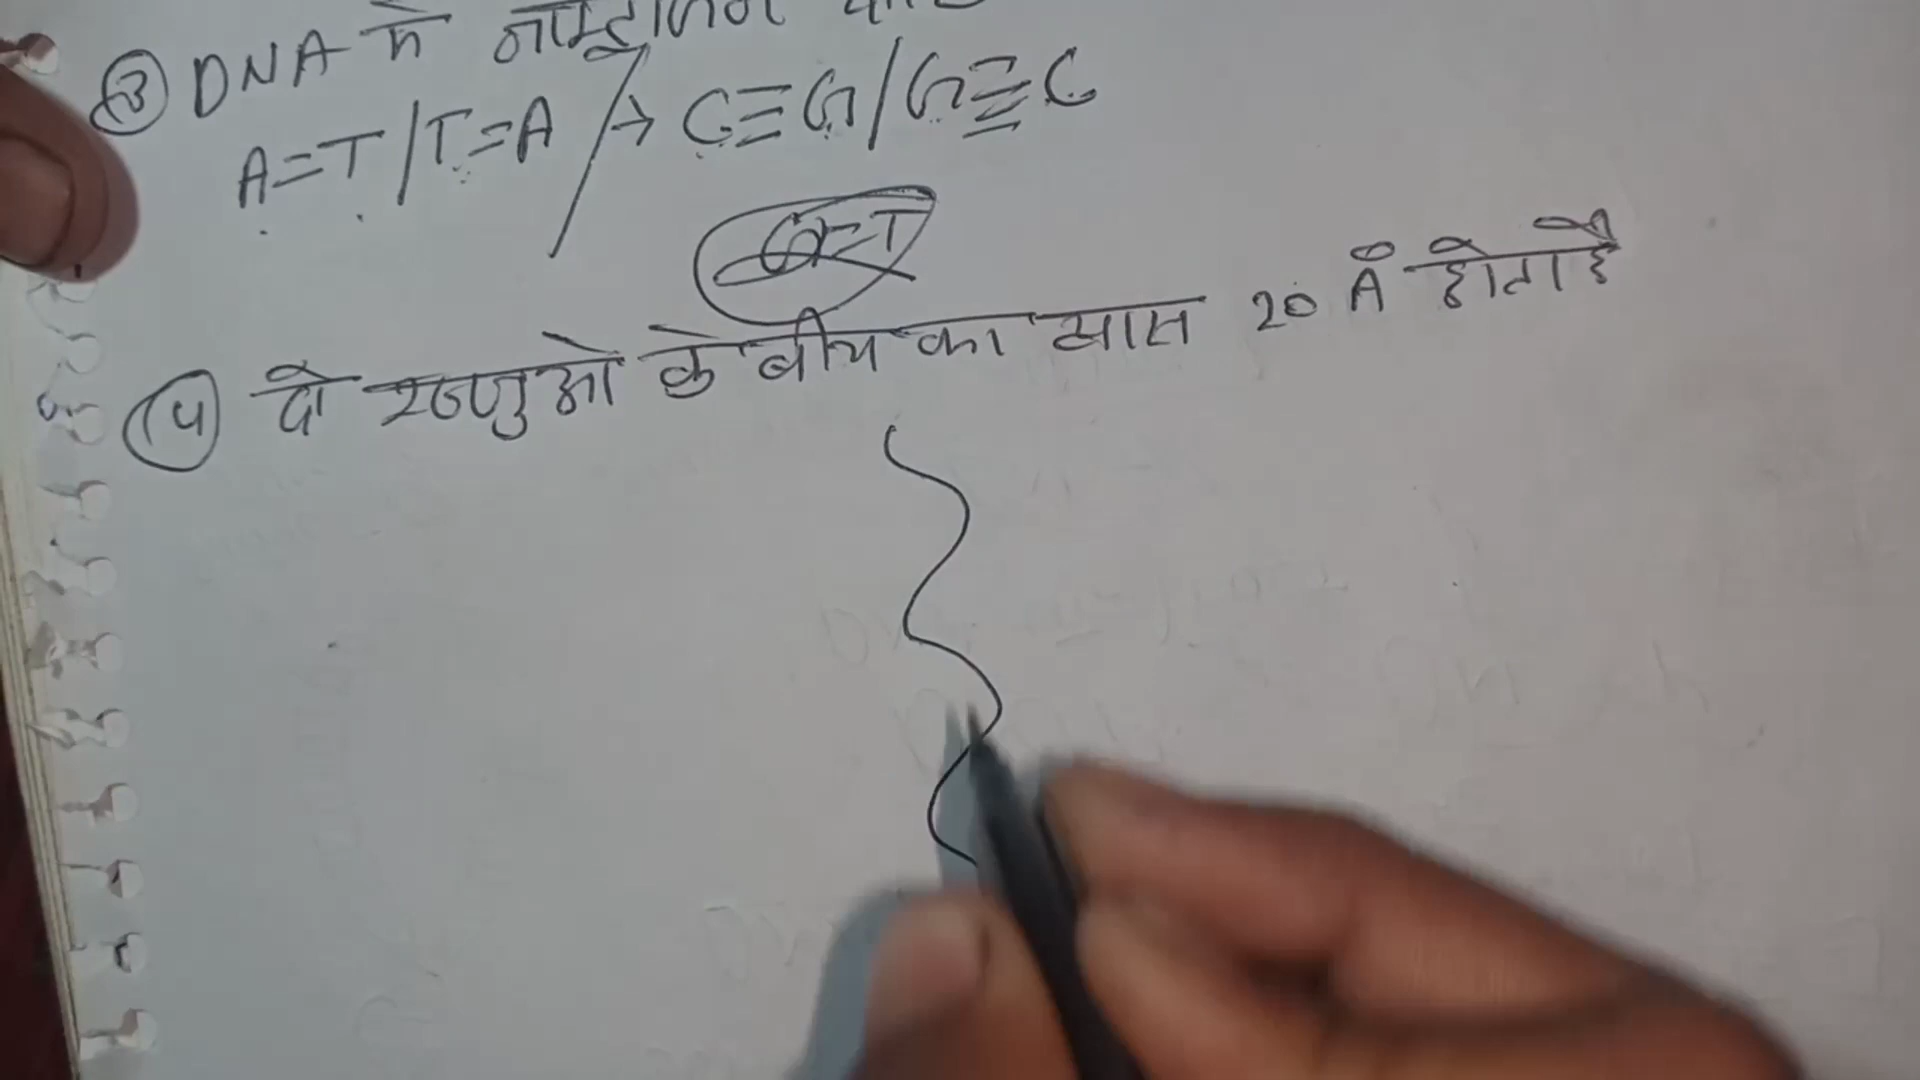 ③ DNA में
A=T/T=A / → C≡G/G≡C
G=T
④ दो रज्जुओ के बीच का व्यास 20 Å होता है